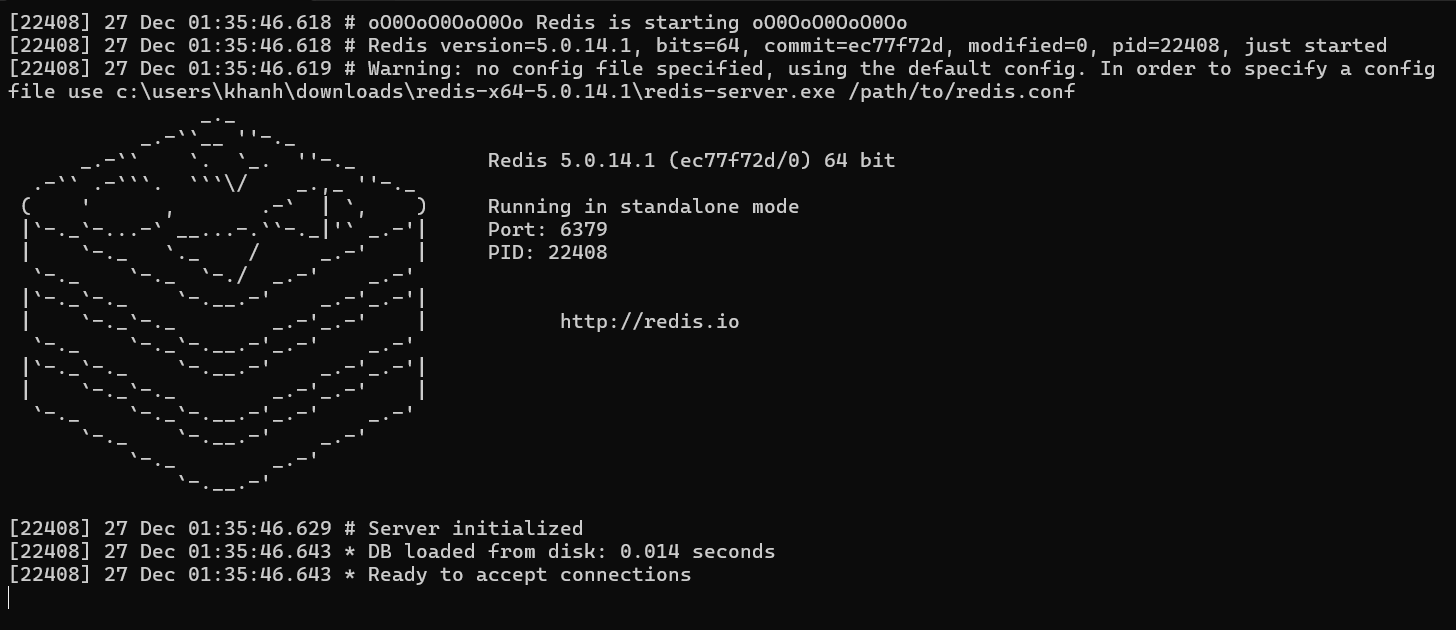 [22408] 27 Dec 01:35:46.618 # oO0OoO0OoO0Oo Redis is starting oO0OoO0OoO0Oo
[22408] 27 Dec 01:35:46.618 # Redis version=5.0.14.1, bits=64, commit=ec77f72d, modified=0, pid=22408, just started
[22408] 27 Dec 01:35:46.619 # Warning: no config file specified, using the default config. In order to specify a config
file use c:\users\khanh\downloads\redis-x64-5.0.14.1\redis-server.exe /path/to/redis.conf
Redis 5.0.14.1 (ec77f72d/0) 64 bit
Running in standalone mode
Port: 6379
PID: 22408
http://redis.io
[22408] 27 Dec 01:35:46.629 # Server initialized
[22408] 27 Dec 01:35:46.643 * DB loaded from disk: 0.014 seconds
[22408] 27 Dec 01:35:46.643 * Ready to accept connections